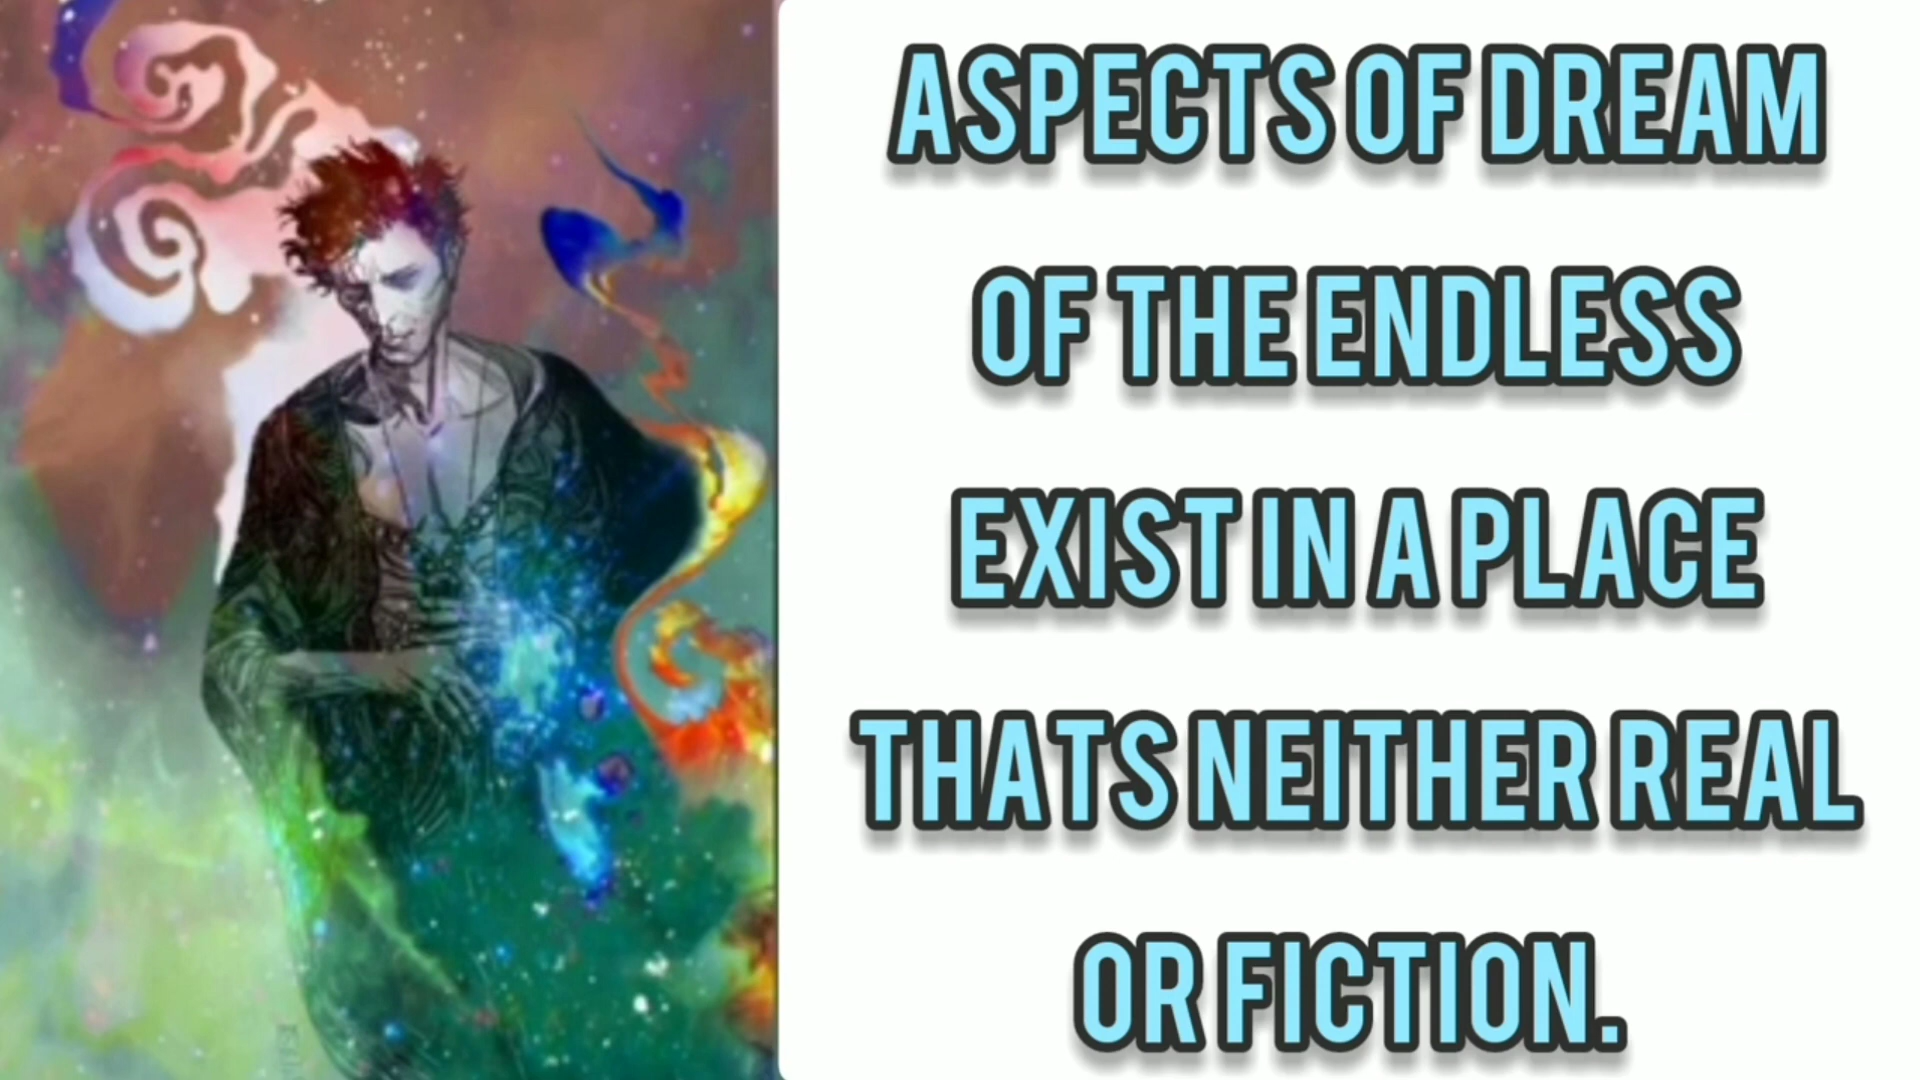 ASPECTS OF DREAM
OF THE ENDLESS
EXIST IN A PLACE
THATS NEITHER REAL
OR FICTION.